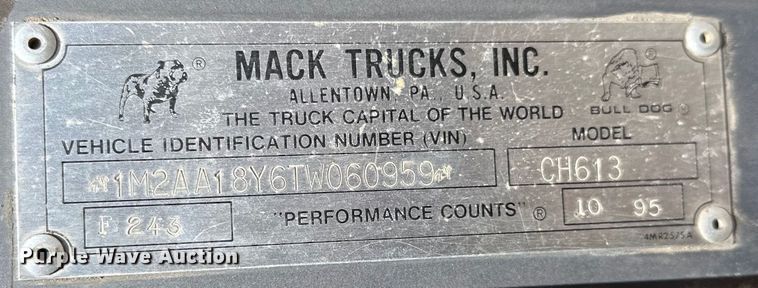 MACK TRUCKS, INC.
ALLENTOWN, PA., U.S.A.
THE TRUCK CAPITAL OF THE WORLD
BULL DOG ®
VEHICLE IDENTIFICATION NUMBER (VIN)
MODEL
1M2AA18Y6TW060959
CH613
F 243
"PERFORMANCE COUNTS" ®
10 95
4MR2575A
Purple Wave Auction